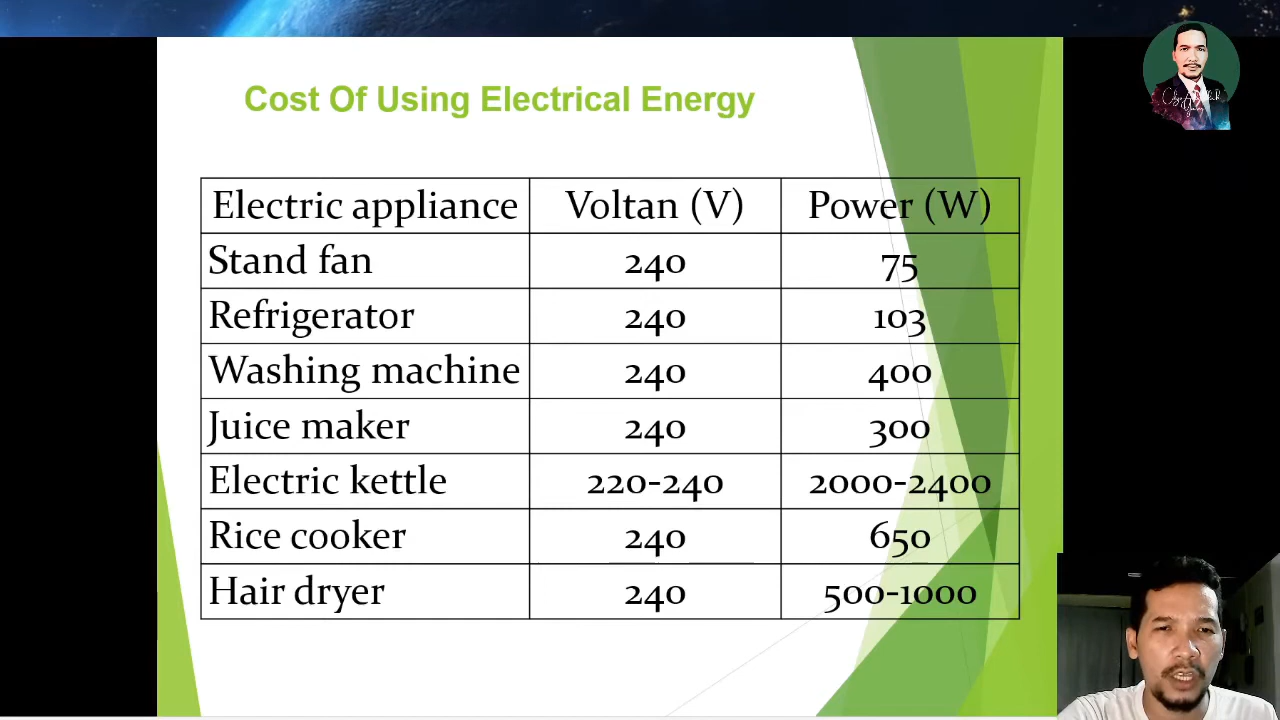 Cost Of Using Electrical Energy
Electric appliance Voltan (V) Power (W)
Stand fan 240 75
Refrigerator 240 103
Washing machine 240 400
Juice maker 240 300
Electric kettle 220-240 2000-2400
Rice cooker 240 650
Hair dryer 240 500-1000